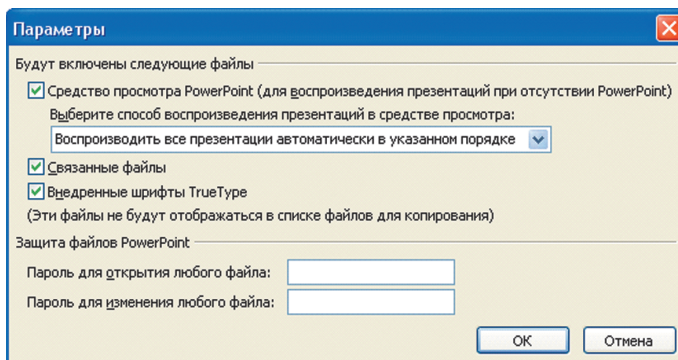 Параметры
Будут включены следующие файлы
Средство просмотра PowerPoint (для воспроизведения презентаций при отсутствии PowerPoint)
Выберите способ воспроизведения презентаций в средстве просмотра:
Воспроизводить все презентации автоматически в указанном порядке
Связанные файлы
Внедренные шрифты TrueType
(Эти файлы не будут отображаться в списке файлов для копирования)
Защита файлов PowerPoint
Пароль для открытия любого файла:
Пароль для изменения любого файла:
ОК Отмена